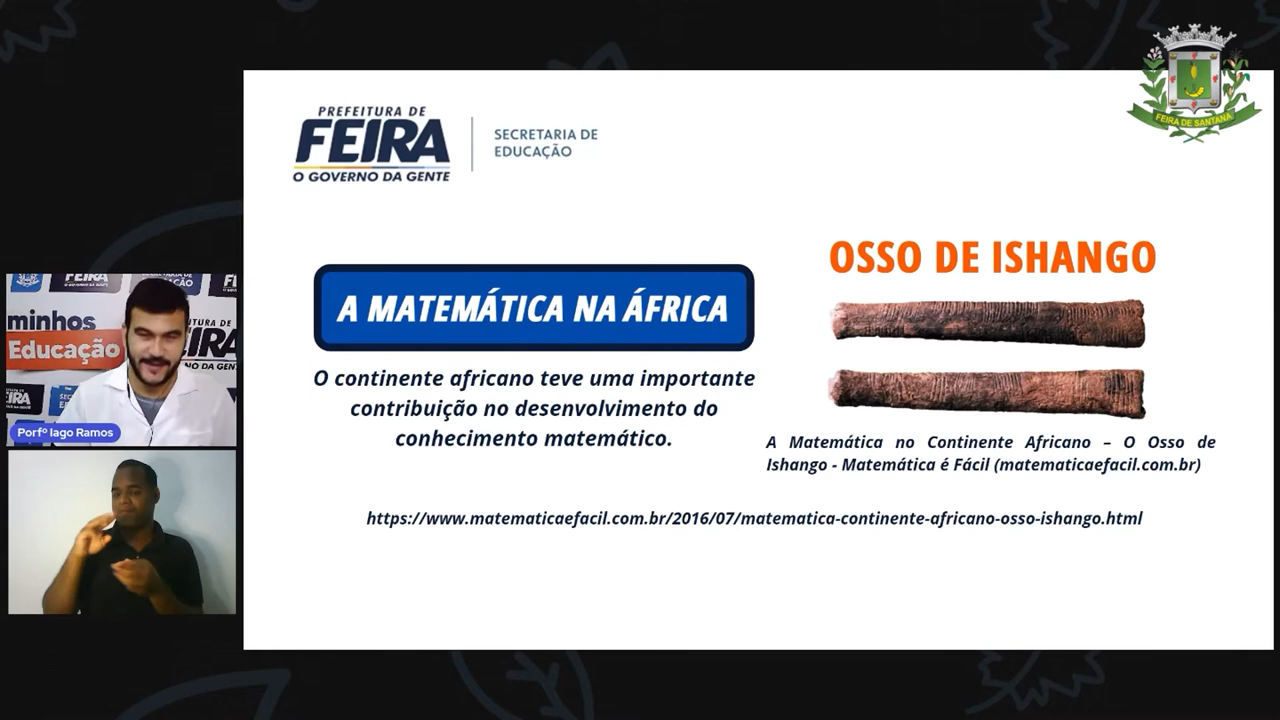 FEIRA DE SANTANA
PREFEITURA DE
FEIRA
O GOVERNO DA GENTE
SECRETARIA DE
EDUCAÇÃO
OSSO DE ISHANGO
A MATEMÁTICA NA ÁFRICA
O continente africano teve uma importante
contribuição no desenvolvimento do
conhecimento matemático.
A Matemática no Continente Africano – O Osso de
Ishango - Matemática é Fácil (matematicaefacil.com.br)
https://www.matematicaefacil.com.br/2016/07/matematica-continente-africano-osso-ishango.html
FEIRA
minhos
Educação
Porfº Iago Ramos